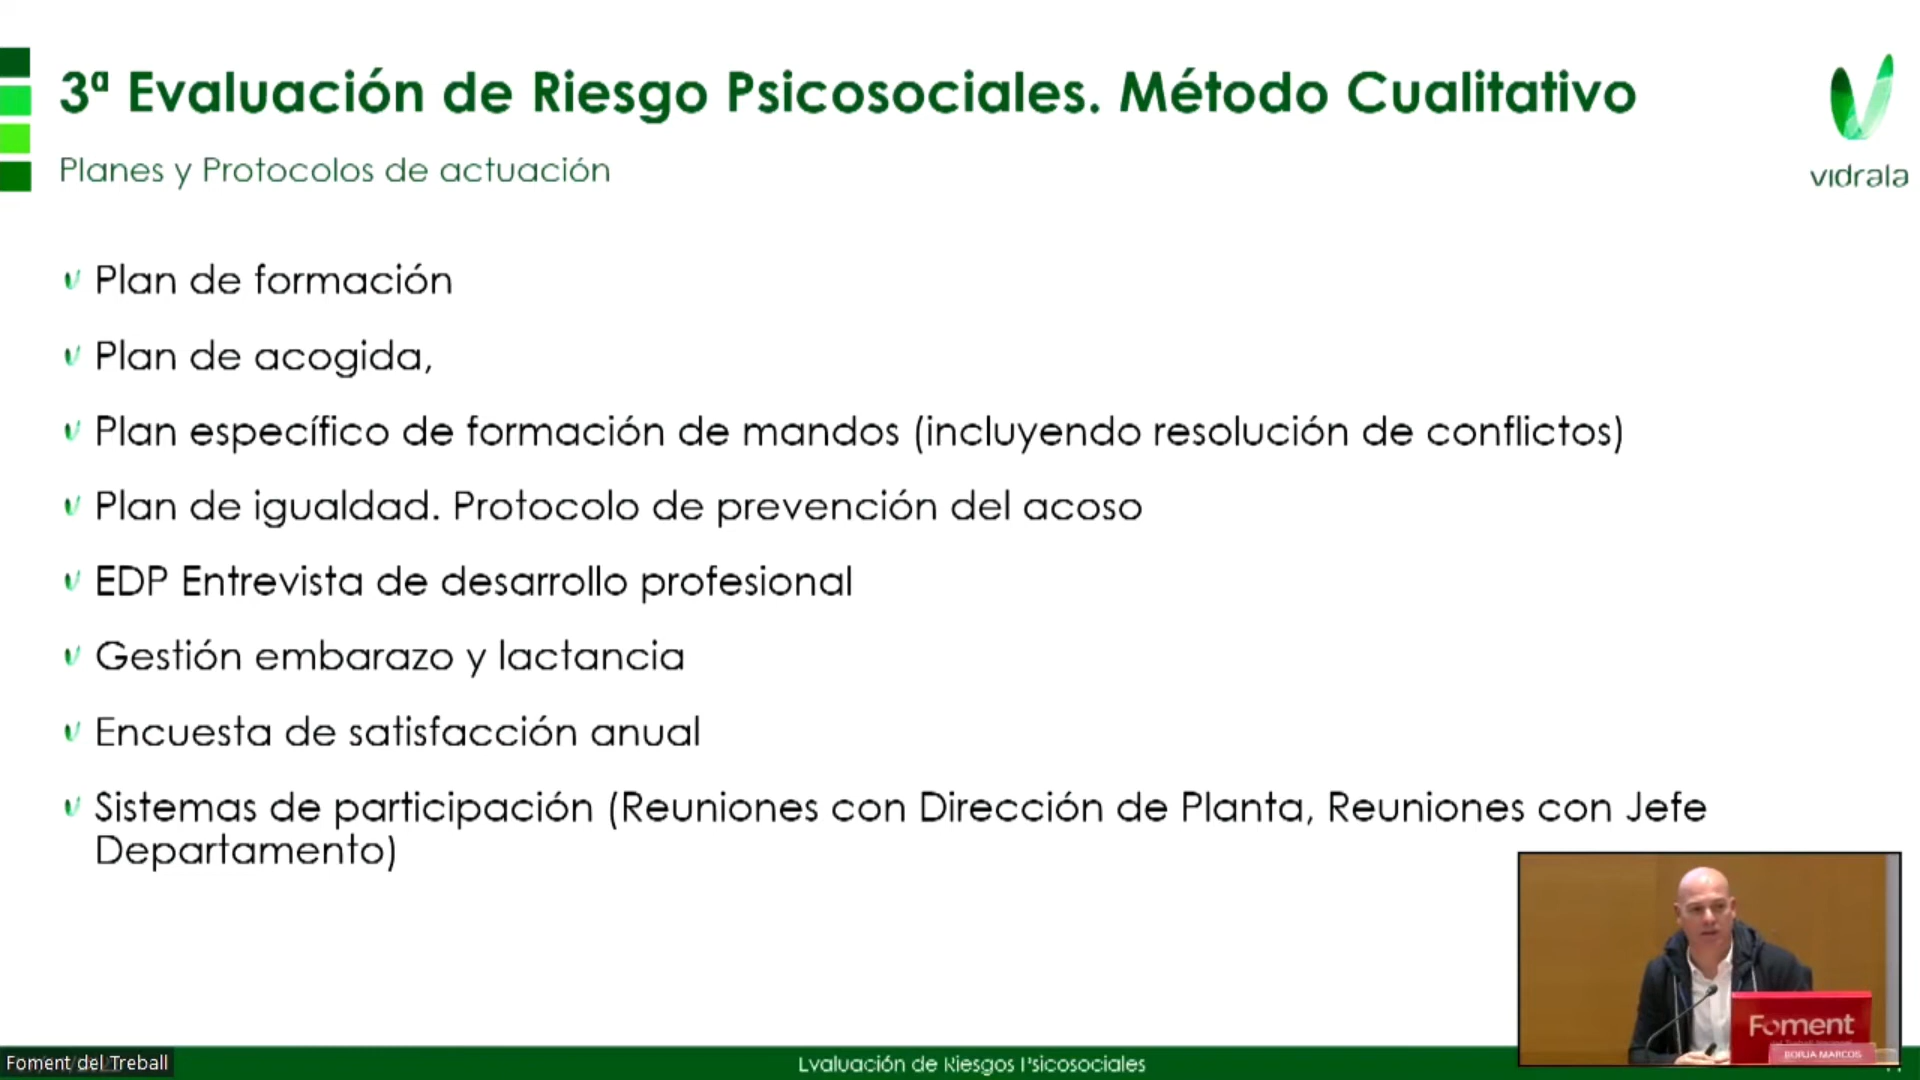 3ª Evaluación de Riesgo Psicosociales. Método Cualitativo
Planes y Protocolos de actuación
vidrala
Plan de formación
Plan de acogida,
Plan específico de formación de mandos (incluyendo resolución de conflictos)
Plan de igualdad. Protocolo de prevención del acoso
EDP Entrevista de desarrollo profesional
Gestión embarazo y lactancia
Encuesta de satisfacción anual
Sistemas de participación (Reuniones con Dirección de Planta, Reuniones con Jefe
Departamento)
Foment
BORJA MARCOS
Foment del Treball
Evaluación de Riesgos Psicosociales